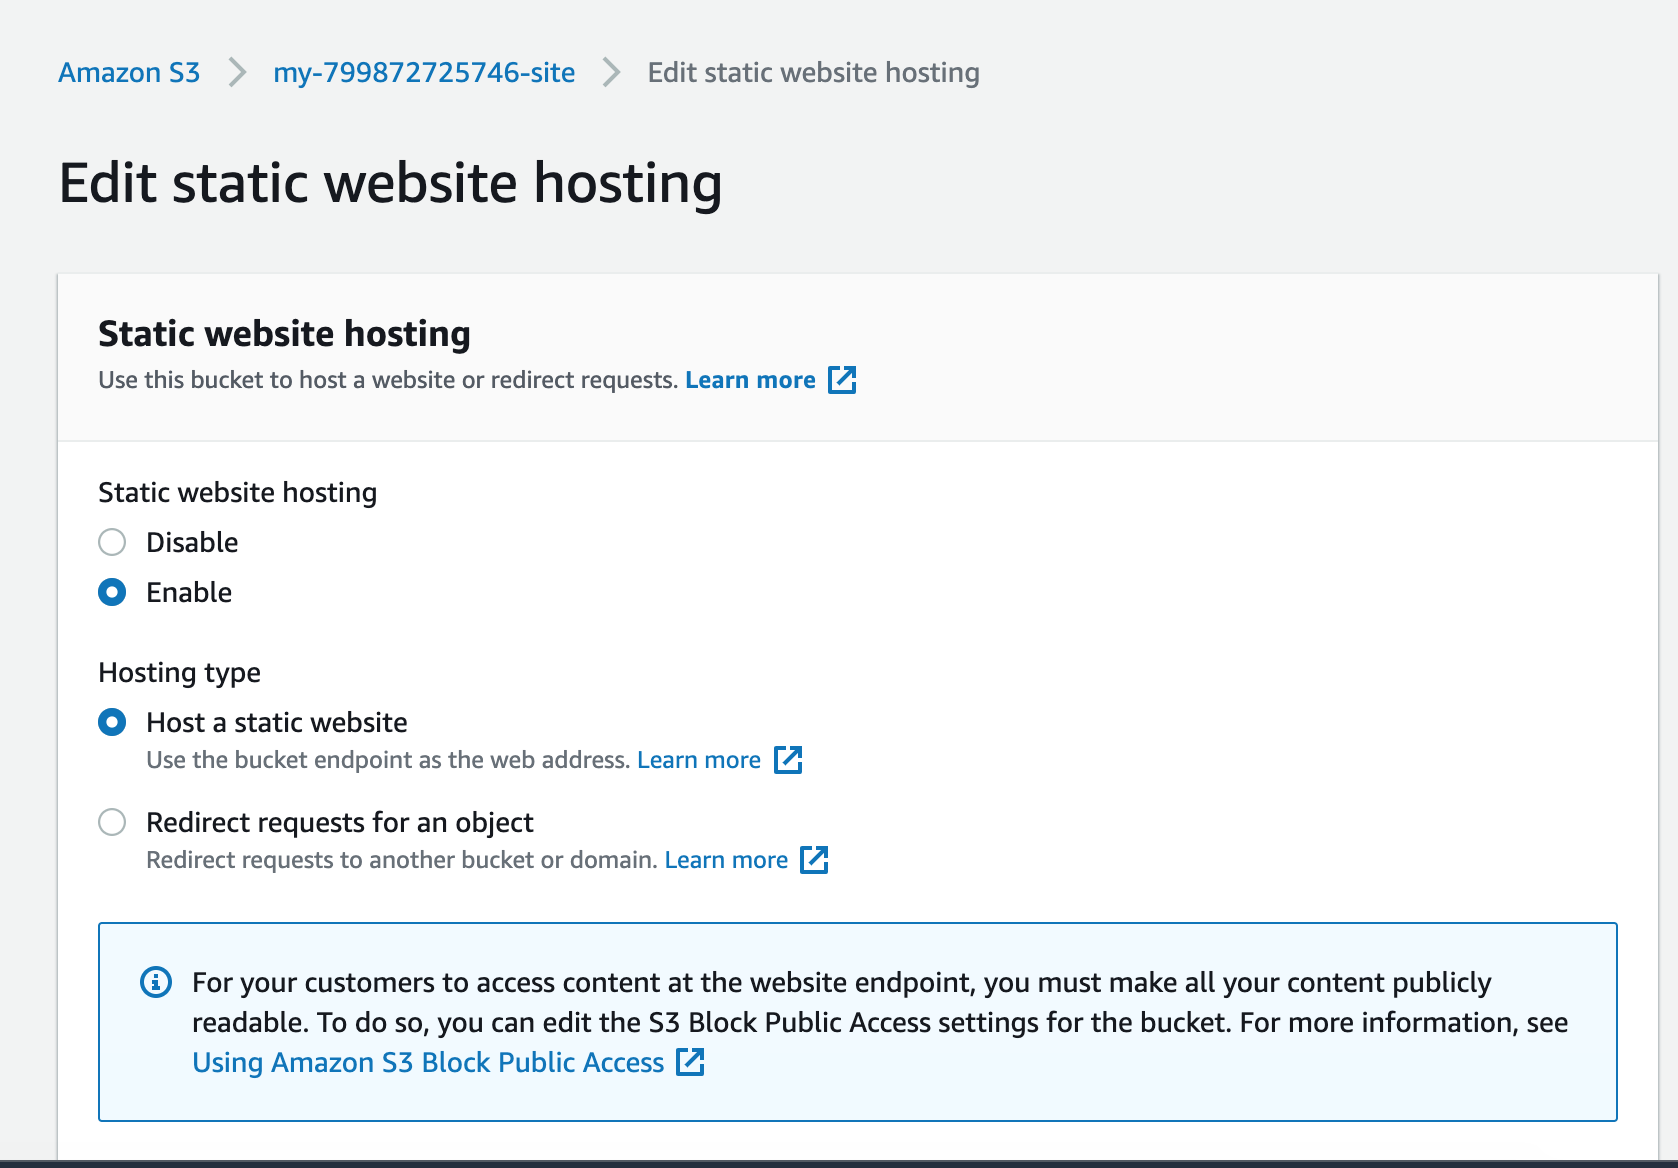 Amazon S3 > my-799872725746-site > Edit static website hosting
Edit static website hosting
Static website hosting
Use this bucket to host a website or redirect requests. Learn more
Static website hosting
Disable
Enable
Hosting type
Host a static website
Use the bucket endpoint as the web address. Learn more
Redirect requests for an object
Redirect requests to another bucket or domain. Learn more
For your customers to access content at the website endpoint, you must make all your content publicly
readable. To do so, you can edit the S3 Block Public Access settings for the bucket. For more information, see
Using Amazon S3 Block Public Access